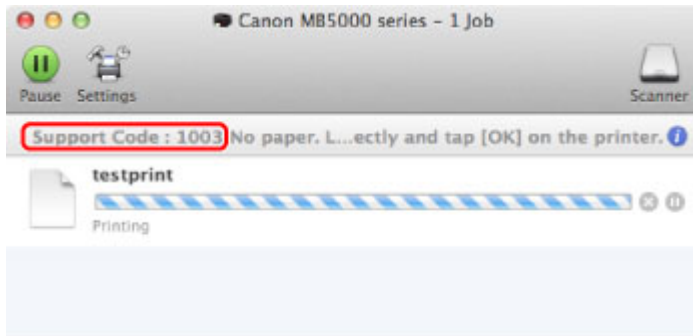 Canon MB5000 series – 1 Job
Pause Settings Scanner
Support Code : 1003 No paper. L...ectly and tap [OK] on the printer.
testprint
Printing